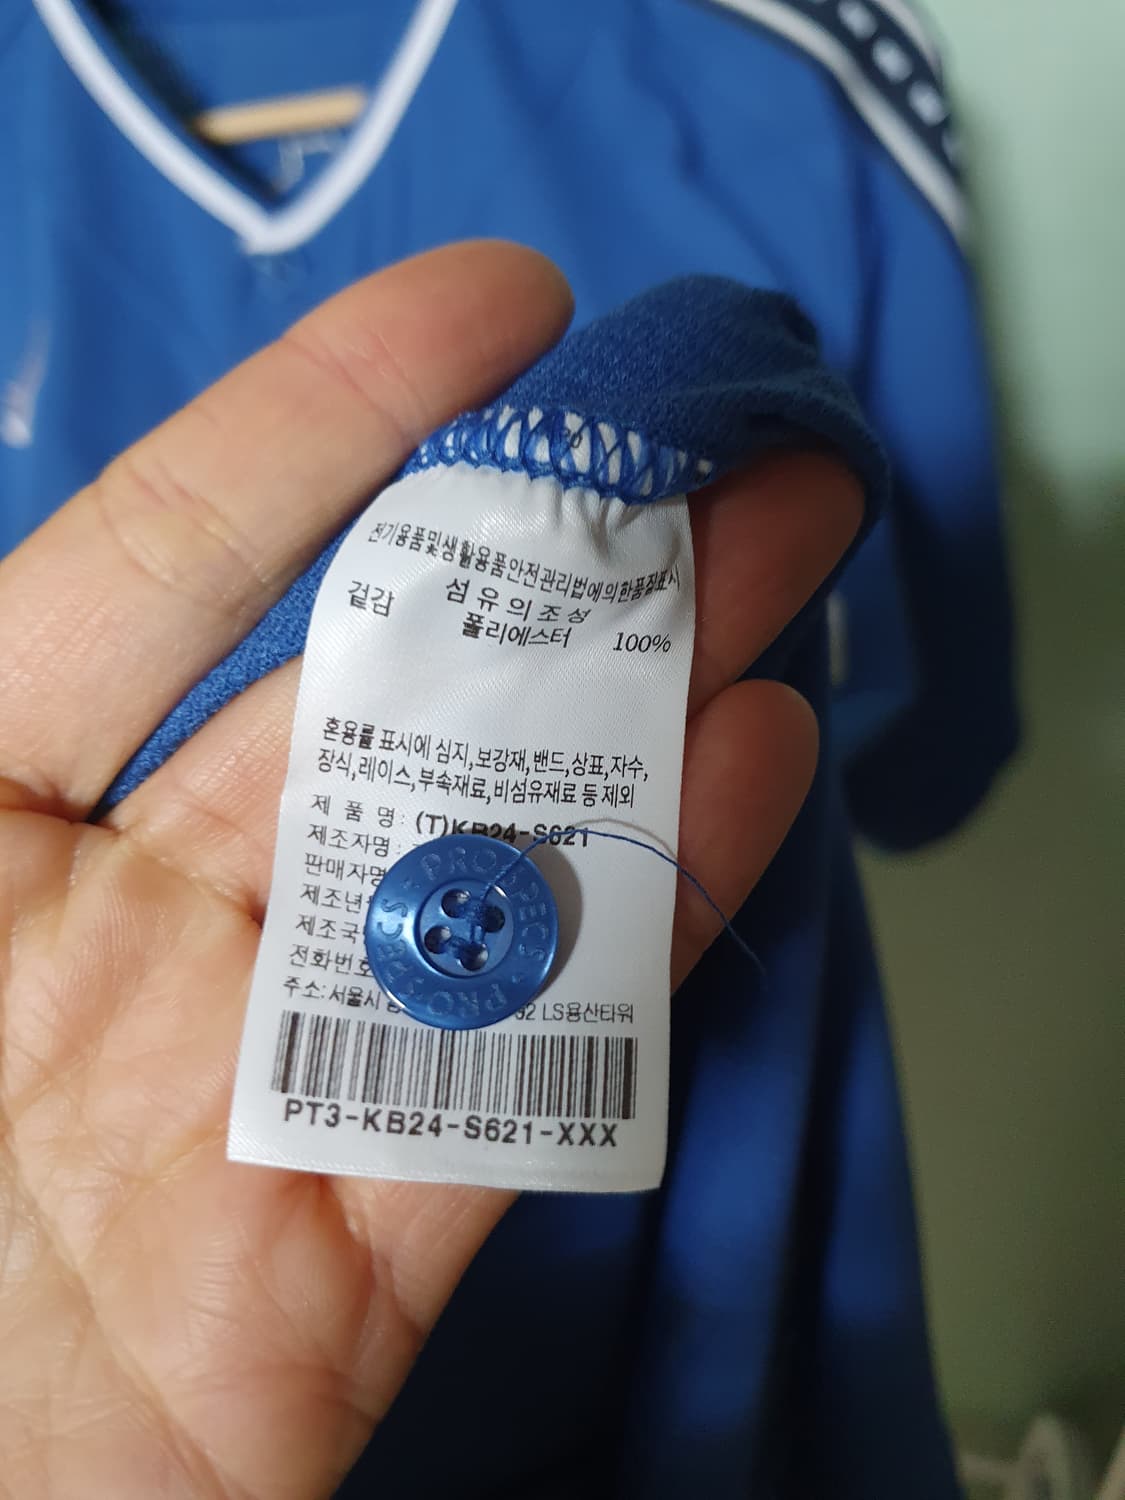 전기용품및생활용품안전관리법에의한품질표시
섬유의조성
겉감 폴리에스터 100%
혼용률 표시에 심지,보강재,밴드,상표,자수,
장식,레이스,부속재료,비섬유재료 등 제외
제 품 명: (T)KB24-S621
제조자명:
판매자명
제조년
제조국
전화번호
주소:서울시 92 LS용산타워
PRO-SPECS PRO-SPECS
PT3-KB24-S621-XXX